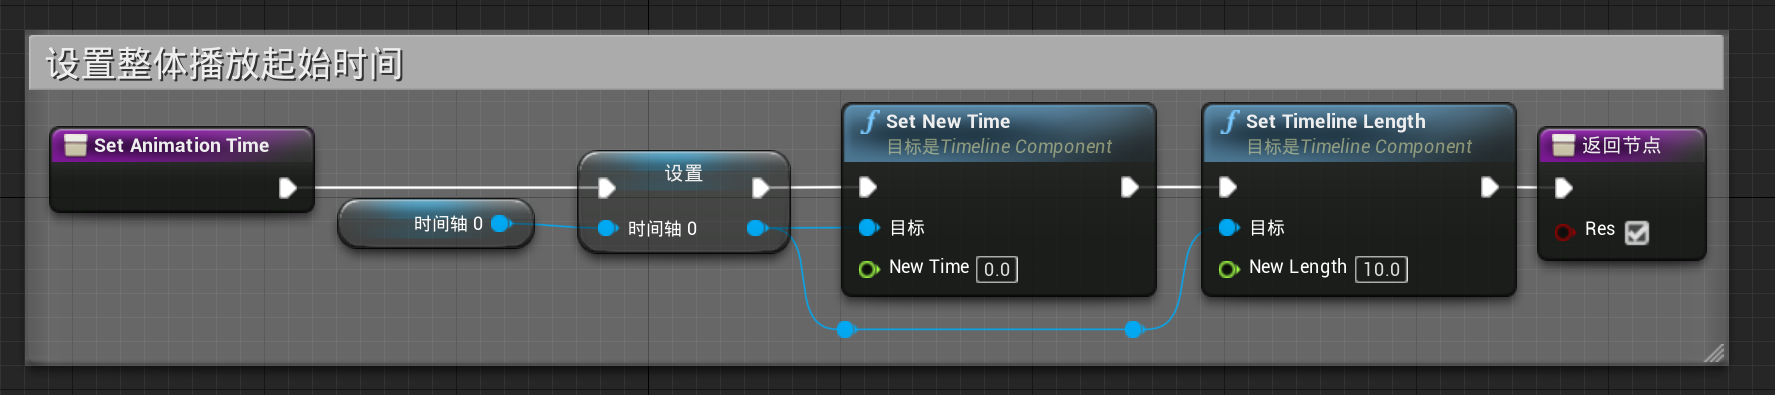 设置整体播放起始时间
Set Animation Time
时间轴 0
设置
时间轴 0
Set New Time
目标是Timeline Component
目标
New Time 0.0
Set Timeline Length
目标是Timeline Component
目标
New Length 10.0
返回节点
Res